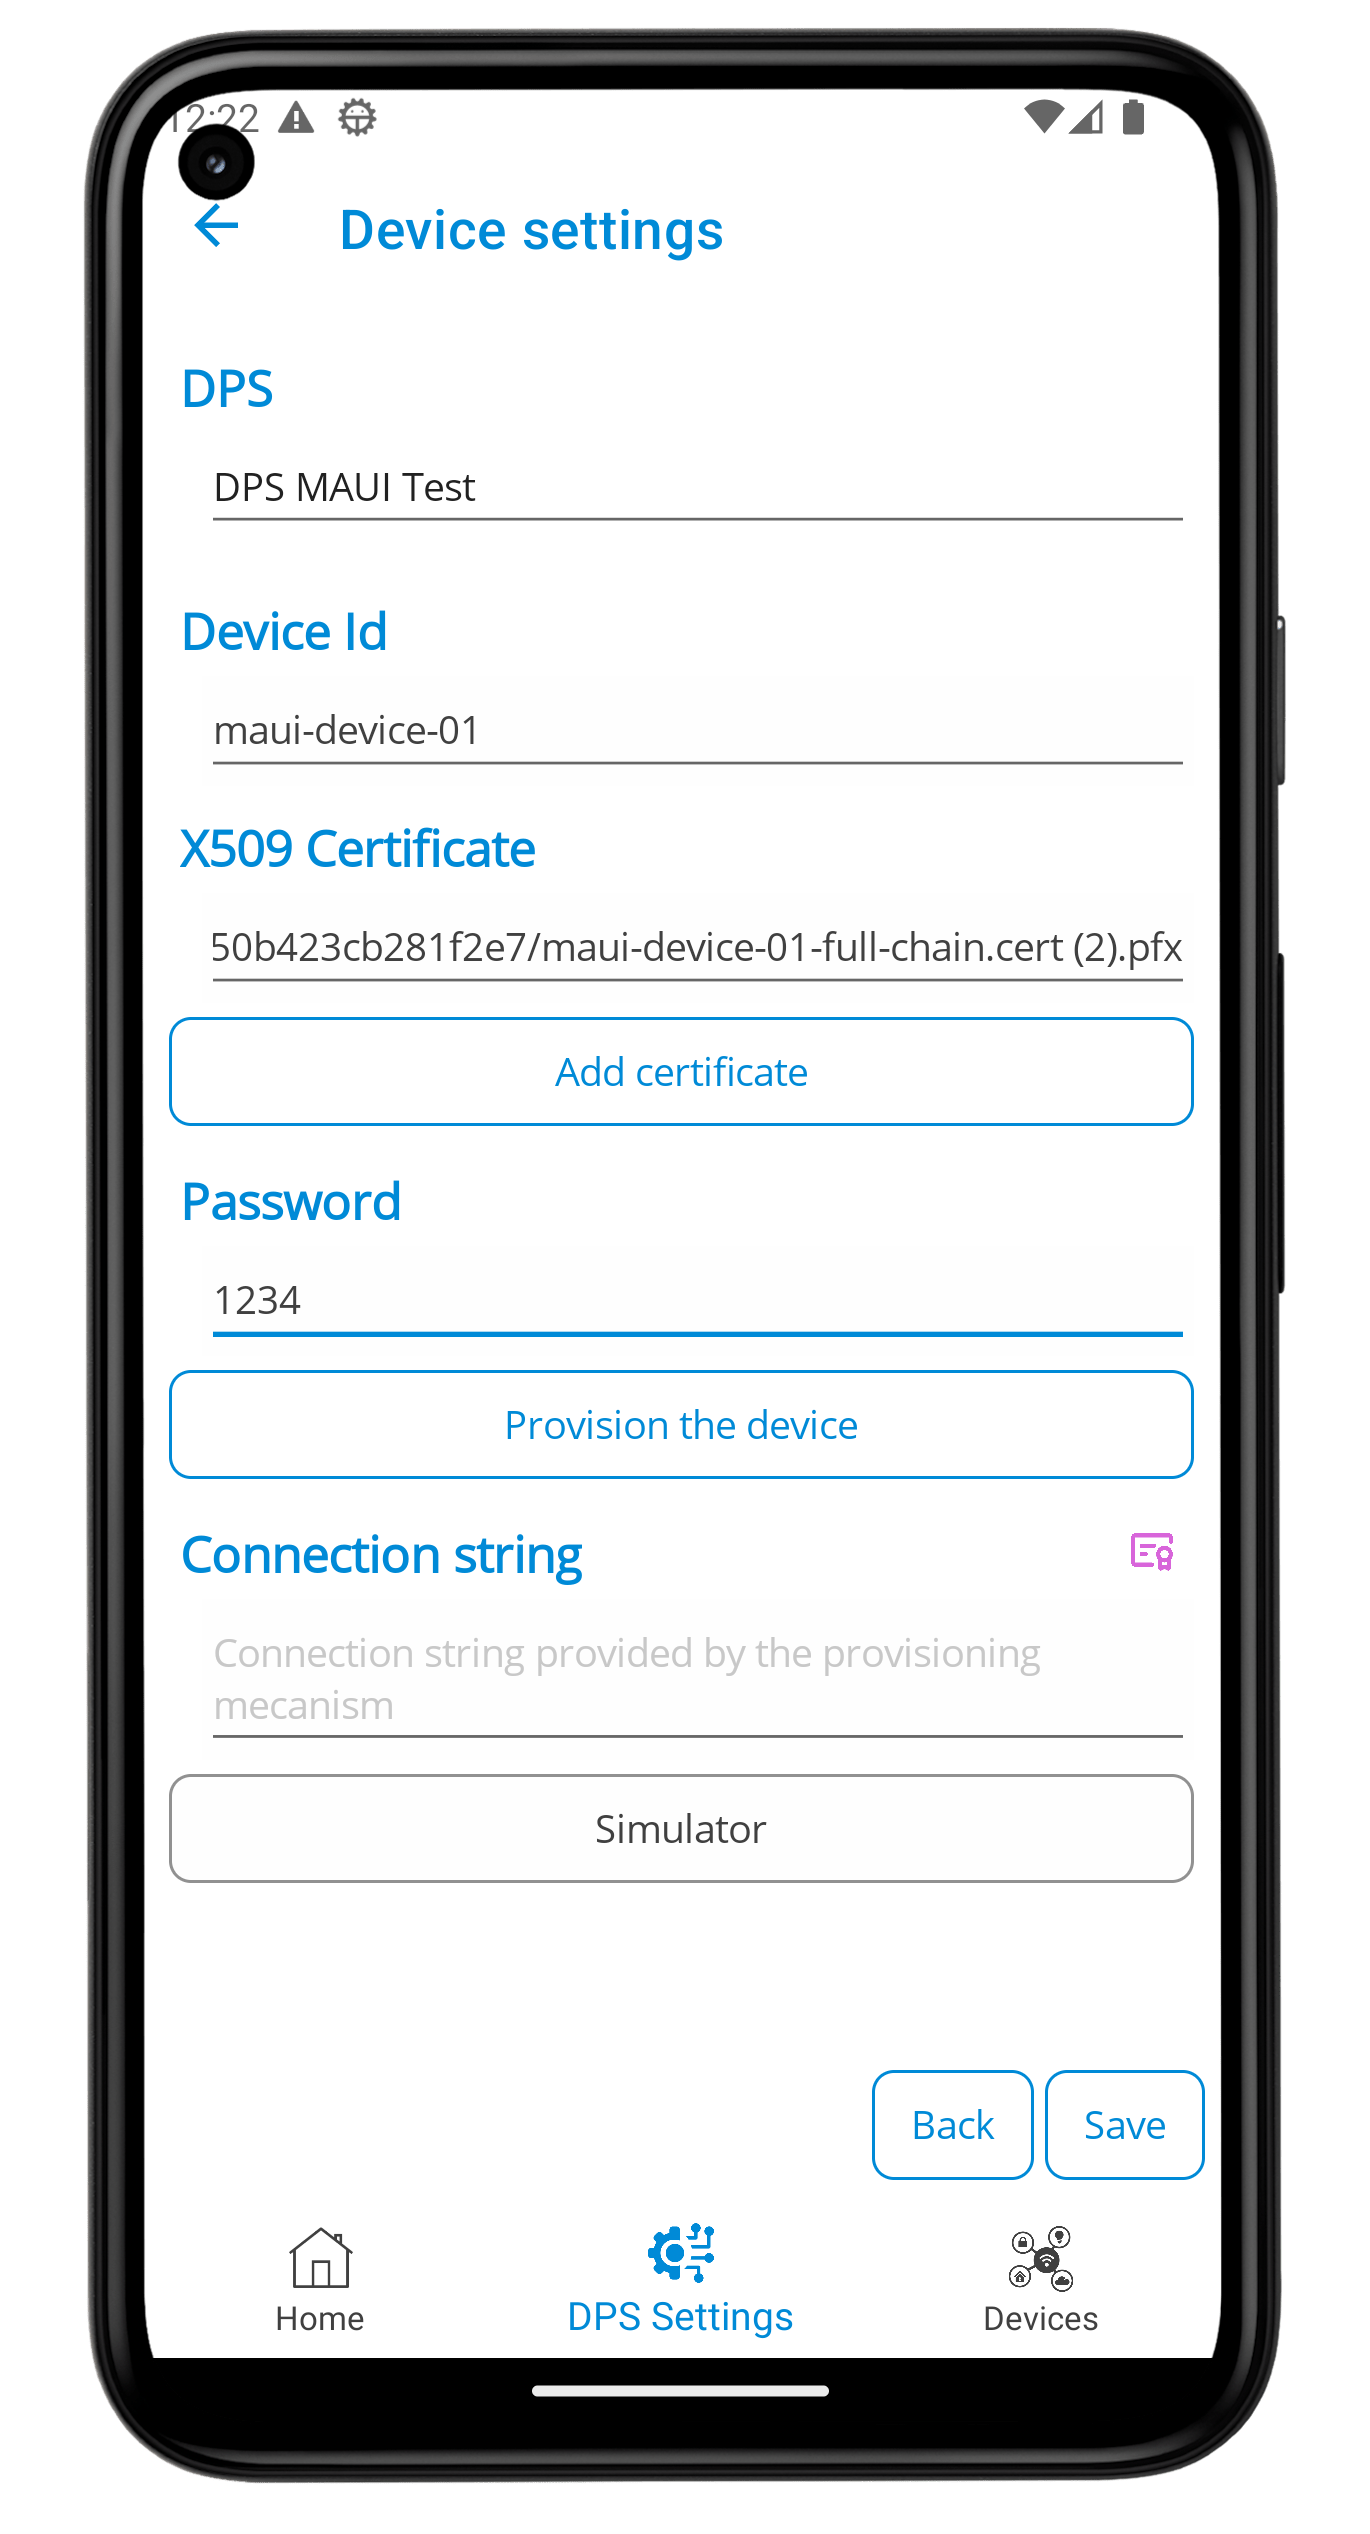 12:22
Device settings
DPS
DPS MAUI Test
Device Id
maui-device-01
X509 Certificate
50b423cb281f2e7/maui-device-01-full-chain.cert (2).pfx
Add certificate
Password
1234
Provision the device
Connection string
Connection string provided by the provisioning
mecanism
Simulator
Back Save
Home DPS Settings Devices